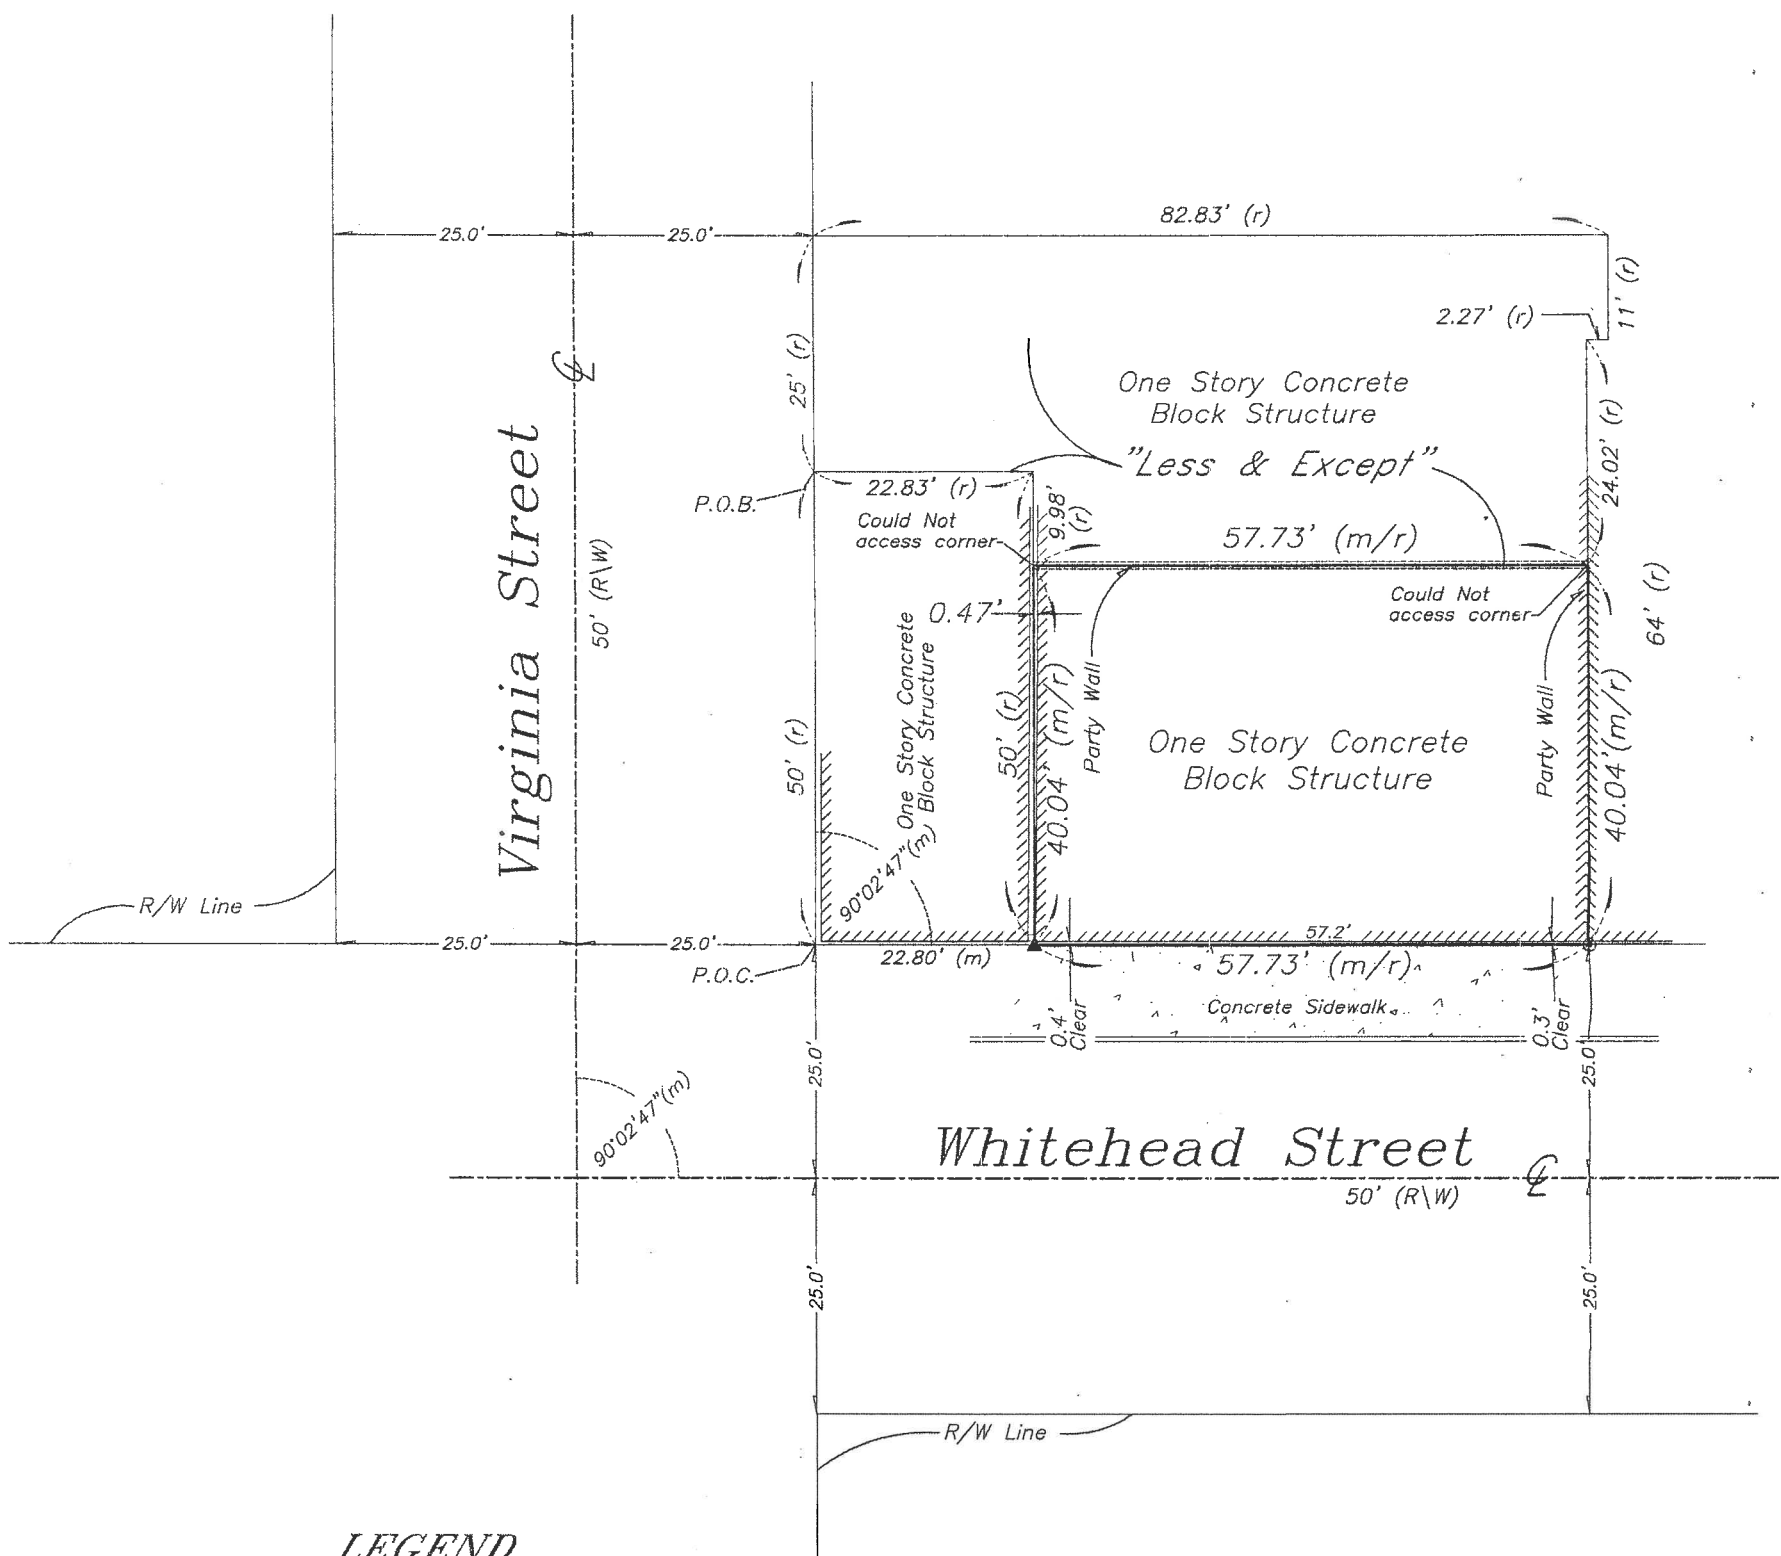 82.83' (r)
25.0'
25.0'
11' (r)
2.27' (r)
25' (r)
One Story Concrete
Block Structure
"Less & Except"
24.02' (r)
22.83' (r)
P.O.B.
Could Not
access corner
9.98'
(r)
57.73' (m/r)
Virginia Street
50' (R\W)
0.47'
Could Not
access corner
64' (r)
One Story Concrete
Block Structure
50' (r)
50' (r)
40.04' (m/r)
Party Wall
One Story Concrete
Block Structure
Party Wall
40.04' (m/r)
90°02'47"(m)
R/W Line
25.0'
25.0'
57.2'
22.80' (m)
57.73' (m/r)
P.O.C.
Concrete Sidewalk
0.4'
Clear
0.3'
Clear
25.0'
25.0'
90°02'47"(m)
Whitehead Street
50' (R\W)
25.0'
25.0'
R/W Line
LEGEND